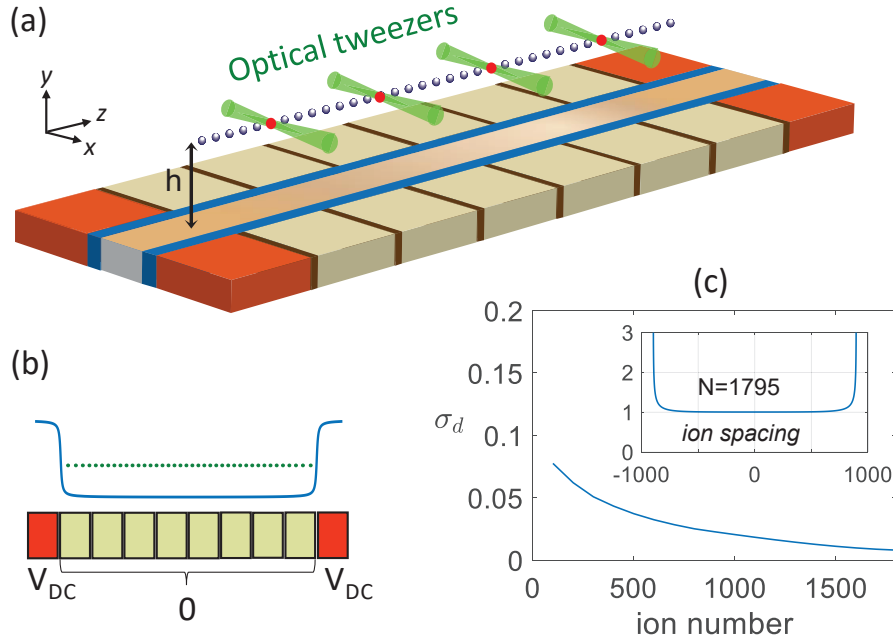 (a)
Optical tweezers
y
z
x
h
(b)
V_DC
0
V_DC
(c)
0.2
0.15
0.1
0.05
0
σ_d
0 500 1000 1500
ion number
3
2
1
0
N=1795
ion spacing
-1000 0 1000